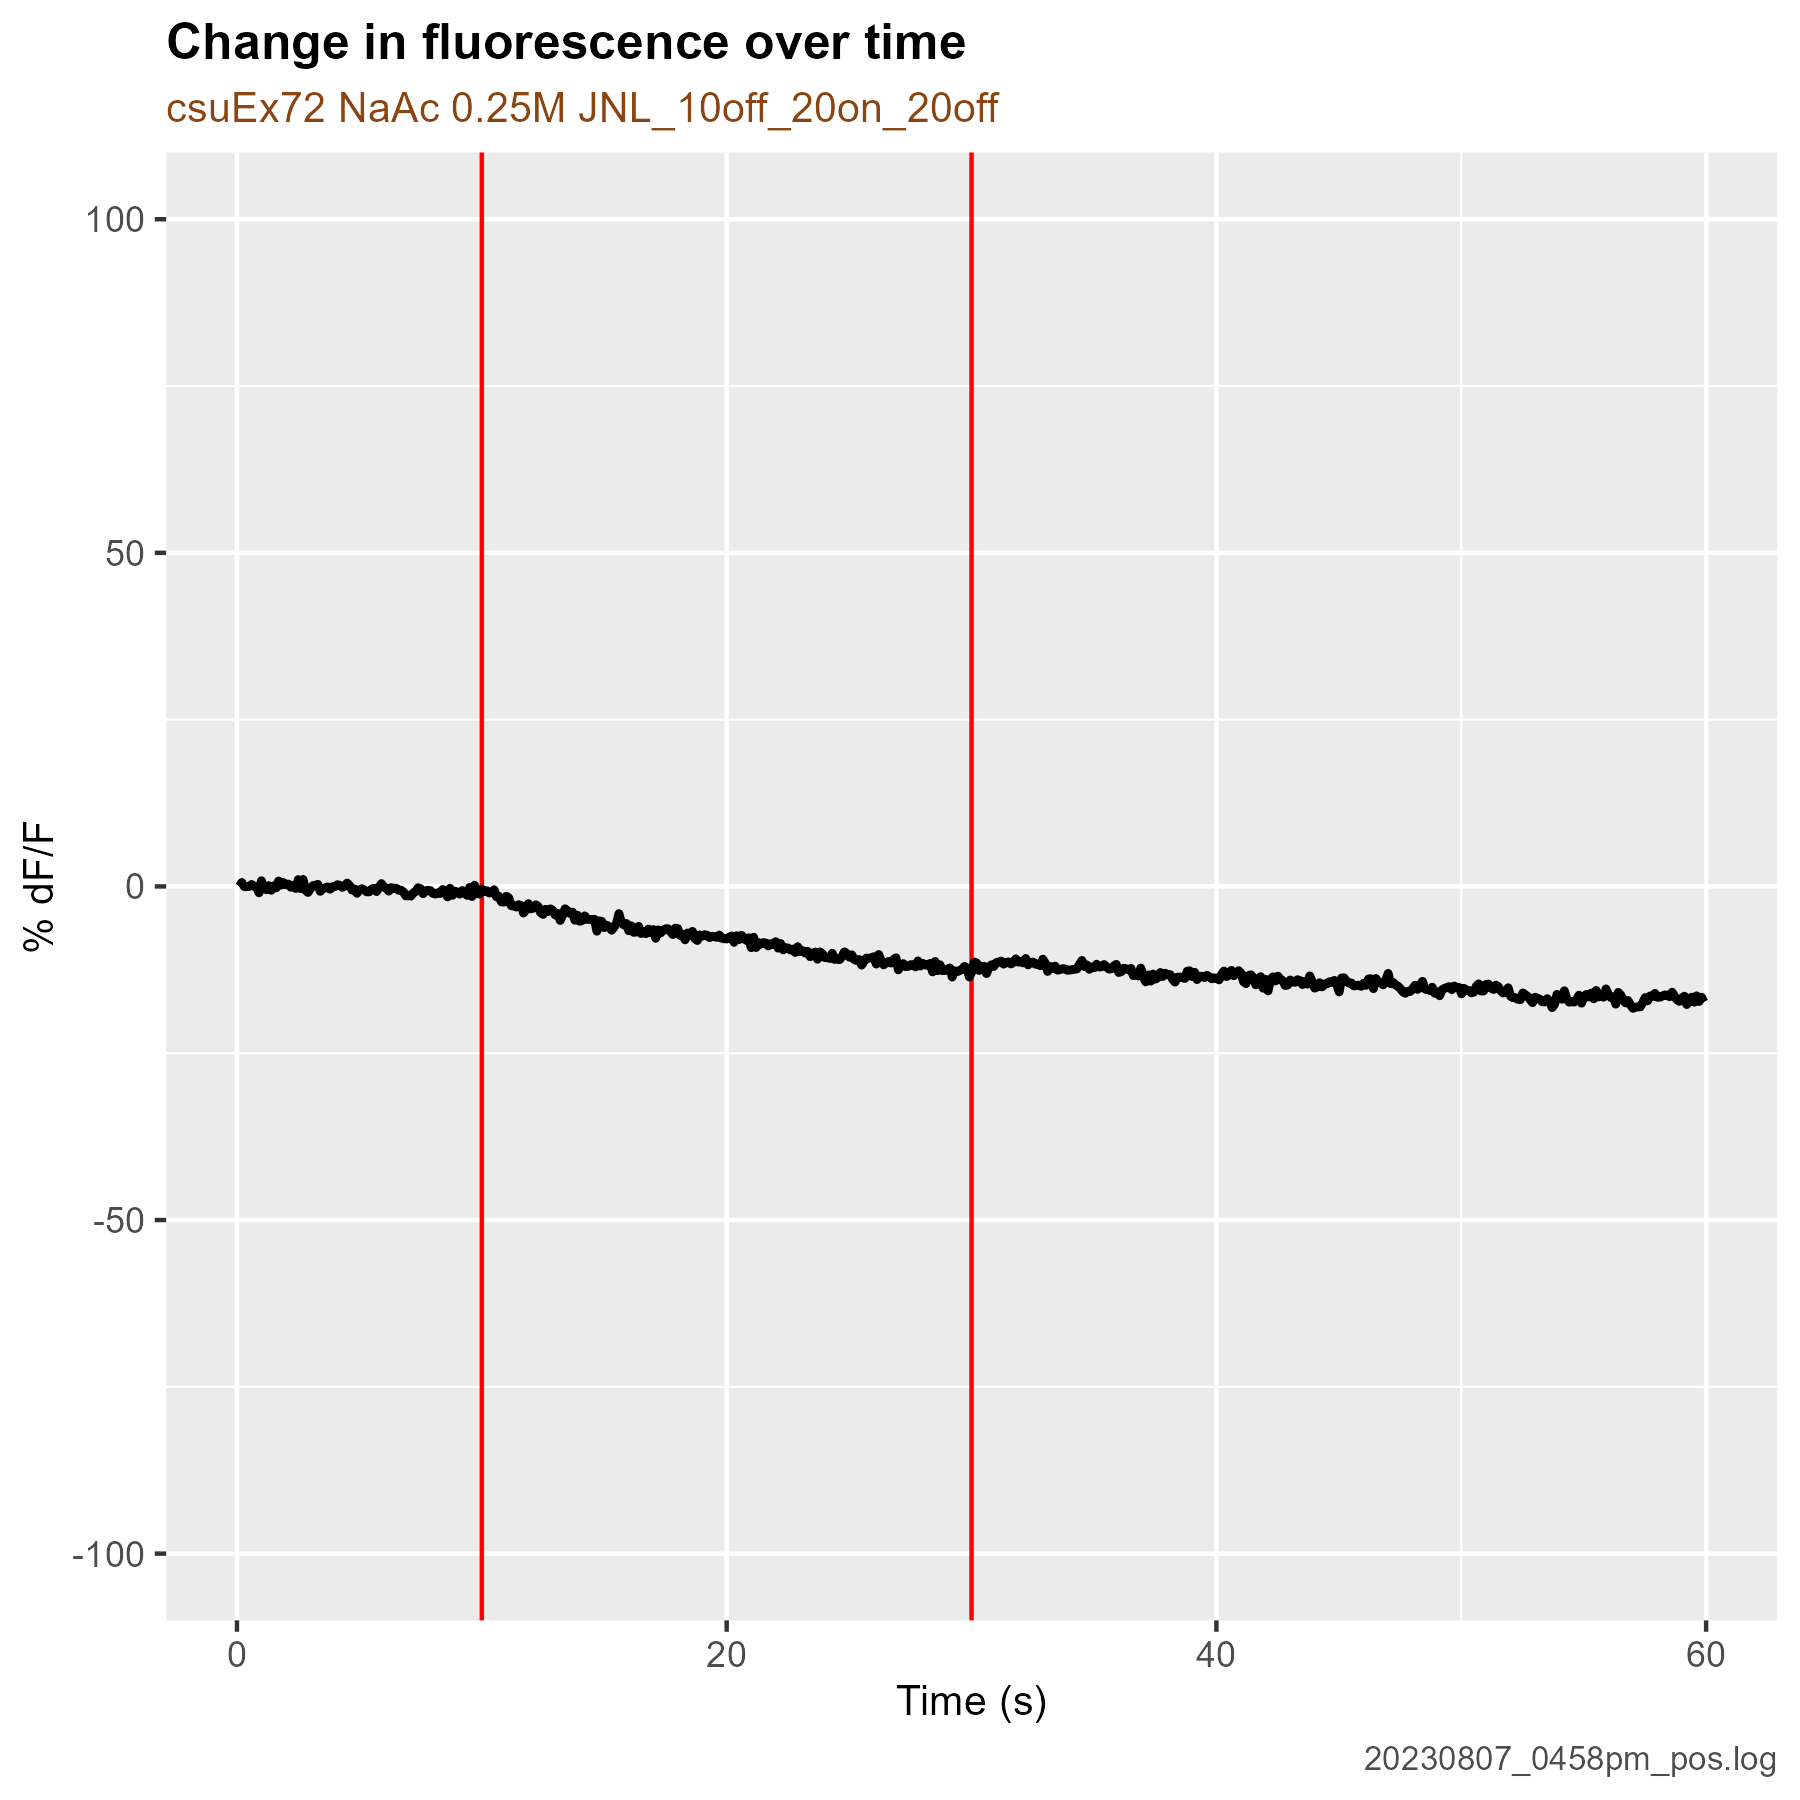 Change in fluorescence over time
csuEx72 NaAc 0.25M JNL_10off_20on_20off
100
50
0
-50
-100
% dF/F
0 20 40 60
Time (s)
20230807_0458pm_pos.log